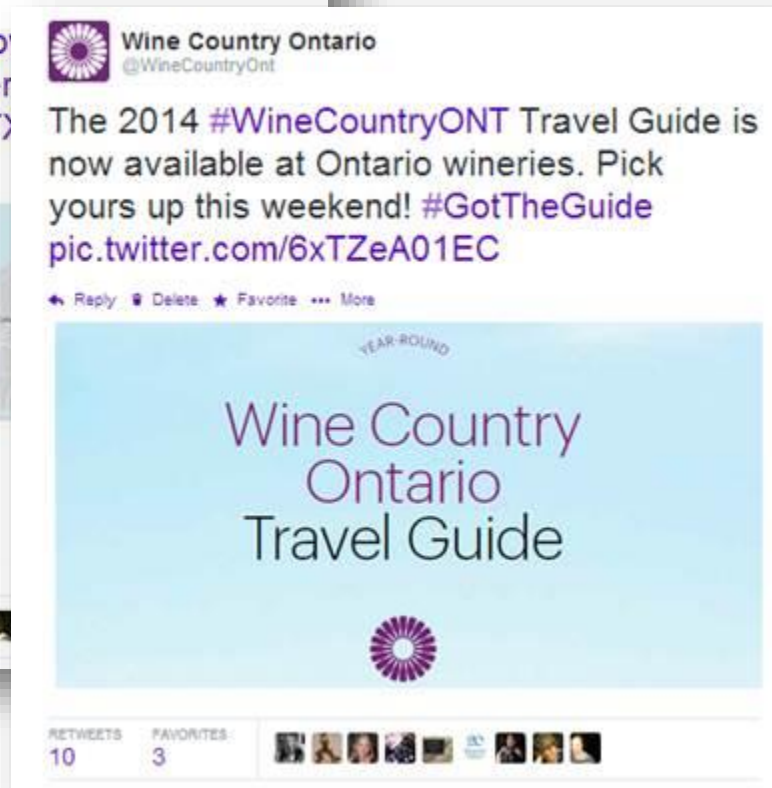 Wine Country Ontario
@WineCountryOnt
The 2014 #WineCountryONT Travel Guide is
now available at Ontario wineries. Pick
yours up this weekend! #GotTheGuide
pic.twitter.com/6xTZeA01EC
Reply Delete Favorite More
YEAR-ROUND
Wine Country
Ontario
Travel Guide
RETWEETS FAVORITES
10 3